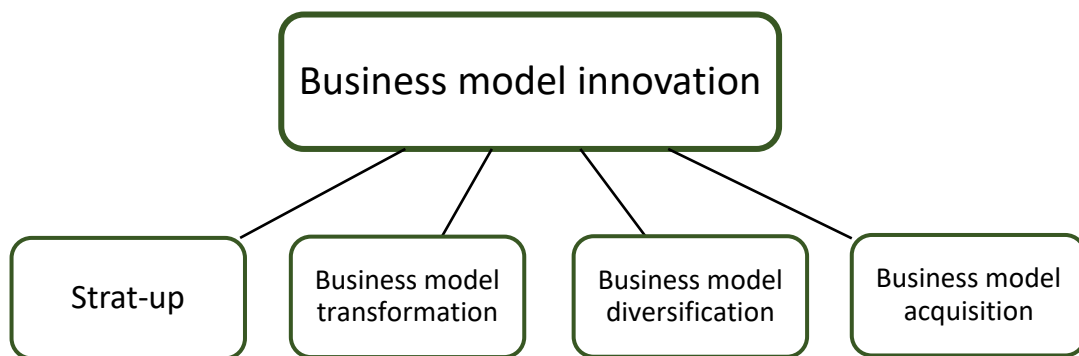 Business model innovation
Strat-up
Business model
transformation
Business model
diversification
Business model
acquisition